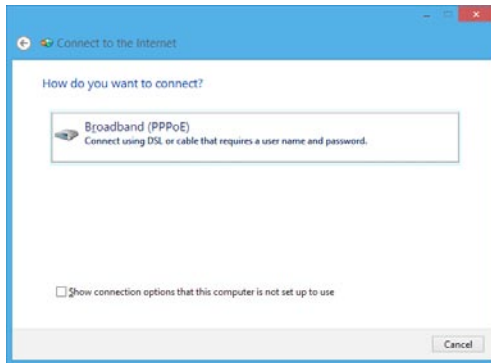 Connect to the Internet
How do you want to connect?
Broadband (PPPoE)
Connect using DSL or cable that requires a user name and password.
Show connection options that this computer is not set up to use
Cancel